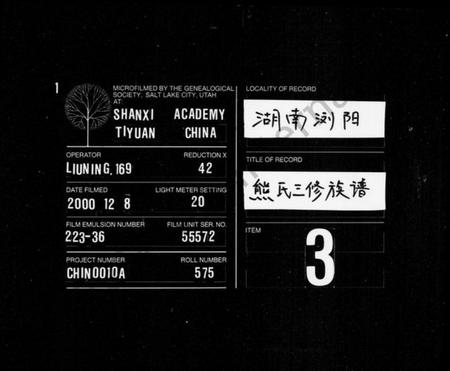 1
MICROFILMED BY THE GENEALOGICAL
SOCIETY, SALT LAKE CITY, UTAH
AT:
SHANXI ACADEMY
TIYUAN CHINA
OPERATOR
LIUNING, 169
REDUCTION X
42
DATE FILMED
2000 12 8
LIGHT METER SETTING
20
FILM EMULSION NUMBER
223-36
FILM UNIT SER. NO.
55572
PROJECT NUMBER
CHIN0010A
ROLL NUMBER
575
LOCALITY OF RECORD
湖南浏阳
TITLE OF RECORD
熊氏三修族谱
ITEM
3